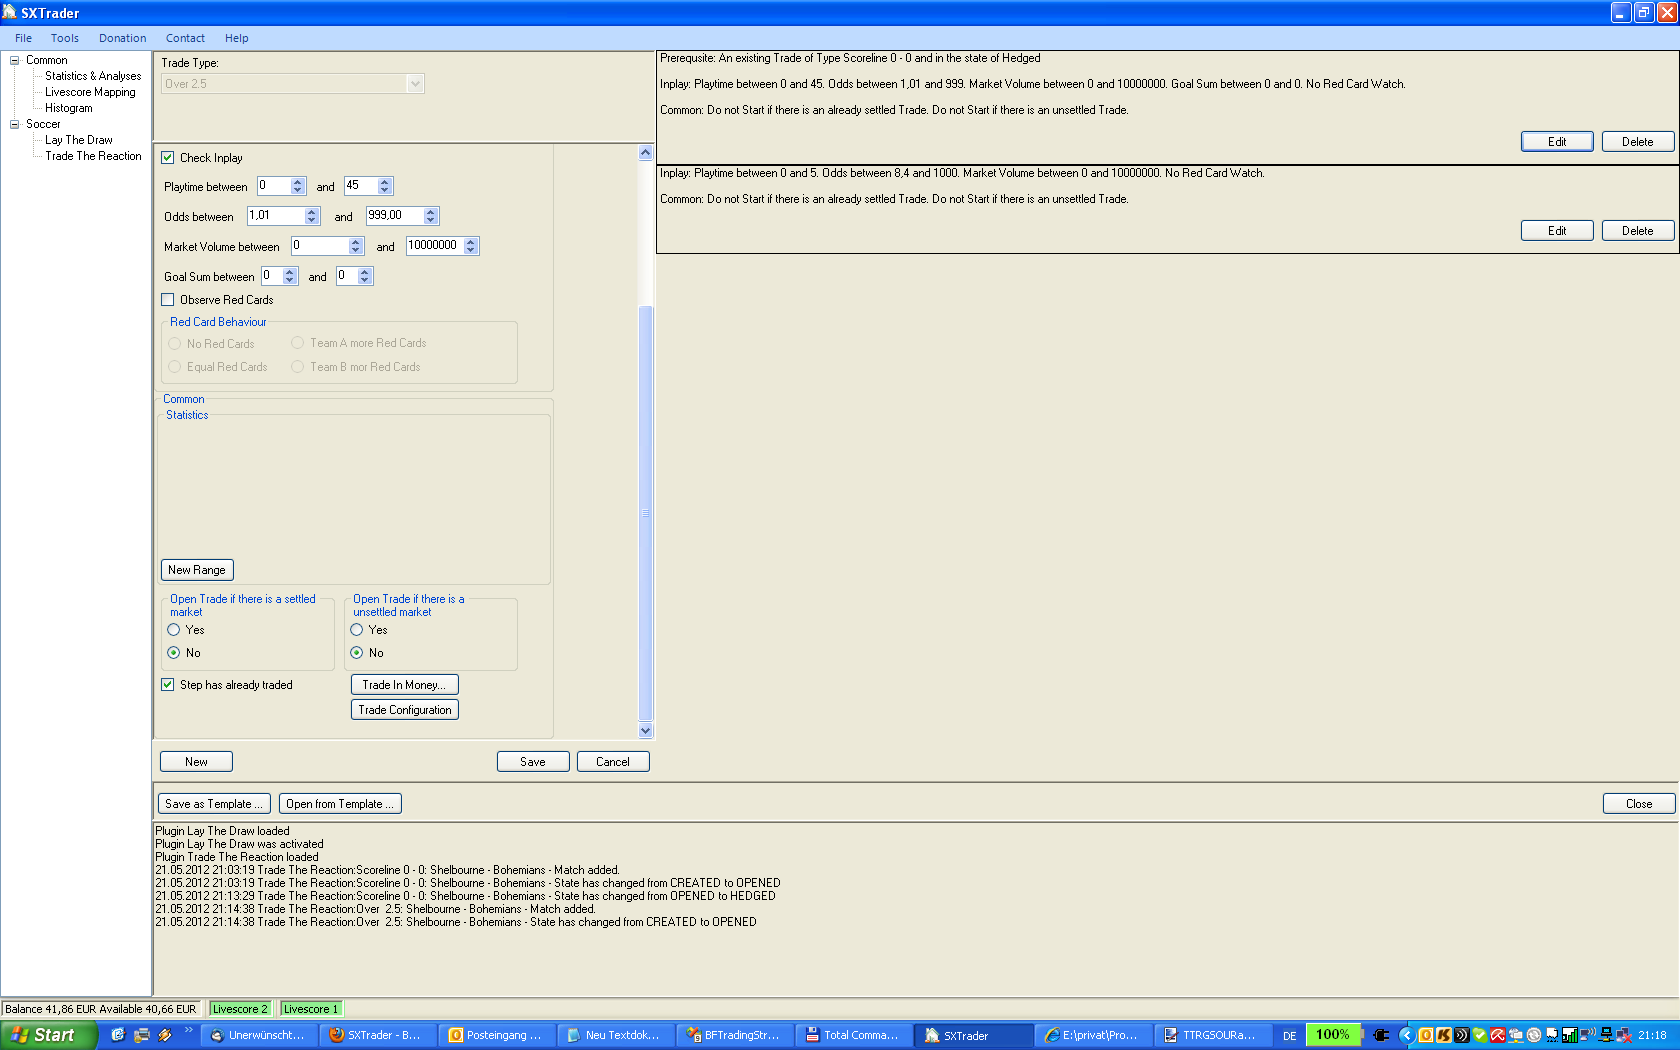 SXTrader
File Tools Donation Contact Help
Common
Statistics & Analyses
Livescore Mapping
Histogram
Soccer
Lay The Draw
Trade The Reaction
Trade Type:
Over 2.5
Check Inplay
Playtime between 0 and 45
Odds between 1,01 and 999,00
Market Volume between 0 and 10000000
Goal Sum between 0 and 0
Observe Red Cards
Red Card Behaviour
No Red Cards Team A more Red Cards
Equal Red Cards Team B mor Red Cards
Common
Statistics
New Range
Open Trade if there is a settled market
Open Trade if there is a unsettled market
Yes Yes
No No
Step has already traded
Trade In Money...
Trade Configuration
New Save Cancel
Prerequsite: An existing Trade of Type Scoreline 0 - 0 and in the state of Hedged
Inplay: Playtime between 0 and 45. Odds between 1,01 and 999. Market Volume between 0 and 10000000. Goal Sum between 0 and 0. No Red Card Watch.
Common: Do not Start if there is an already settled Trade. Do not Start if there is an unsettled Trade.
Edit Delete
Inplay: Playtime between 0 and 5. Odds between 8,4 and 1000. Market Volume between 0 and 10000000. No Red Card Watch.
Common: Do not Start if there is an already settled Trade. Do not Start if there is an unsettled Trade.
Edit Delete
Save as Template ... Open from Template ... Close
Plugin Lay The Draw loaded
Plugin Lay The Draw was activated
Plugin Trade The Reaction loaded
21.05.2012 21:03:19 Trade The Reaction:Scoreline 0 - 0: Shelbourne - Bohemians - Match added.
21.05.2012 21:03:19 Trade The Reaction:Scoreline 0 - 0: Shelbourne - Bohemians - State has changed from CREATED to OPENED
21.05.2012 21:13:29 Trade The Reaction:Scoreline 0 - 0: Shelbourne - Bohemians - State has changed from OPENED to HEDGED
21.05.2012 21:14:38 Trade The Reaction:Over 2.5: Shelbourne - Bohemians - Match added.
21.05.2012 21:14:38 Trade The Reaction:Over 2.5: Shelbourne - Bohemians - State has changed from CREATED to OPENED
Balance 41,86 EUR Available 40,66 EUR Livescore 2 Livescore 1
Start Unerwünscht... SXTrader - B... Posteingang ... Neu Textdok... BFTradingStr... Total Comma... SXTrader E:\privat\Pro... TTRGSOURa... DE 100% 21:18